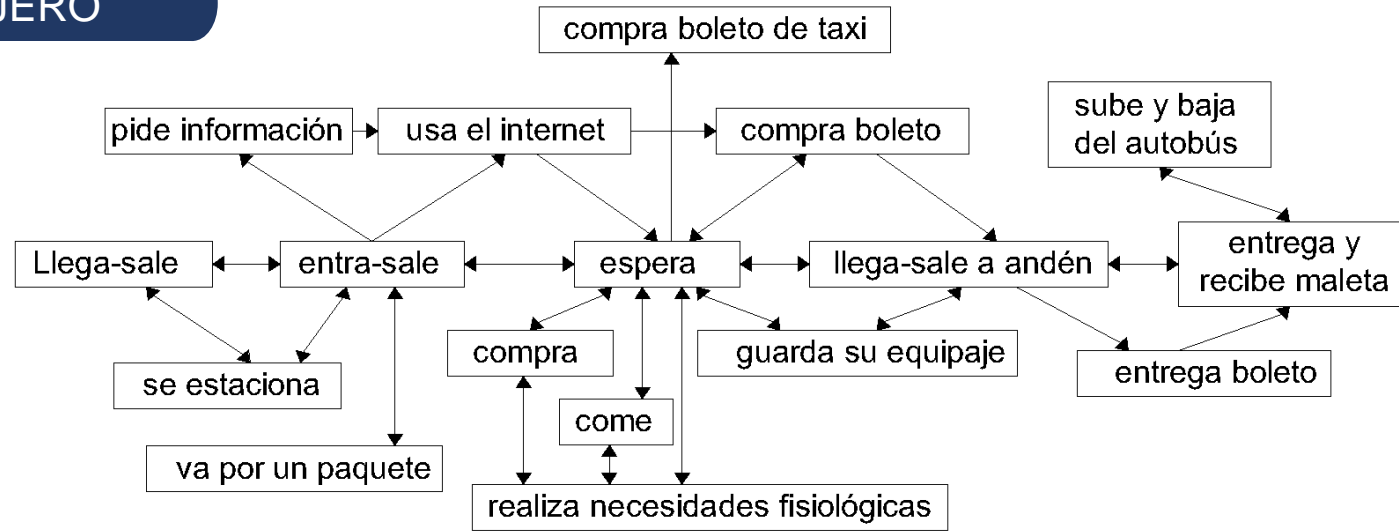 JERO
compra boleto de taxi
pide información
usa el internet
compra boleto
sube y baja
del autobús
Llega-sale
entra-sale
espera
llega-sale a andén
entrega y
recibe maleta
compra
guarda su equipaje
se estaciona
entrega boleto
come
va por un paquete
realiza necesidades fisiológicas